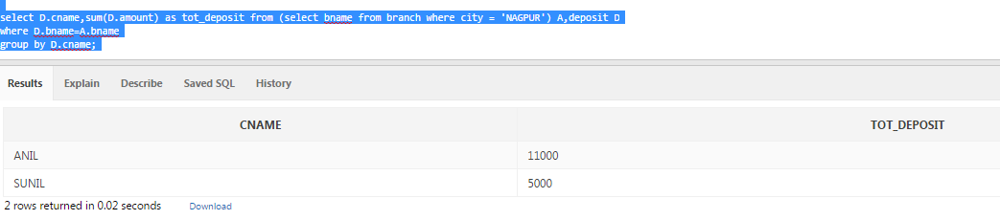 select D.cname,sum(D.amount) as tot_deposit from (select bname from branch where city = 'NAGPUR') A,deposit D
where D.bname=A.bname
group by D.cname;
Results Explain Describe Saved SQL History
CNAME TOT_DEPOSIT
ANIL 11000
SUNIL 5000
2 rows returned in 0.02 seconds Download